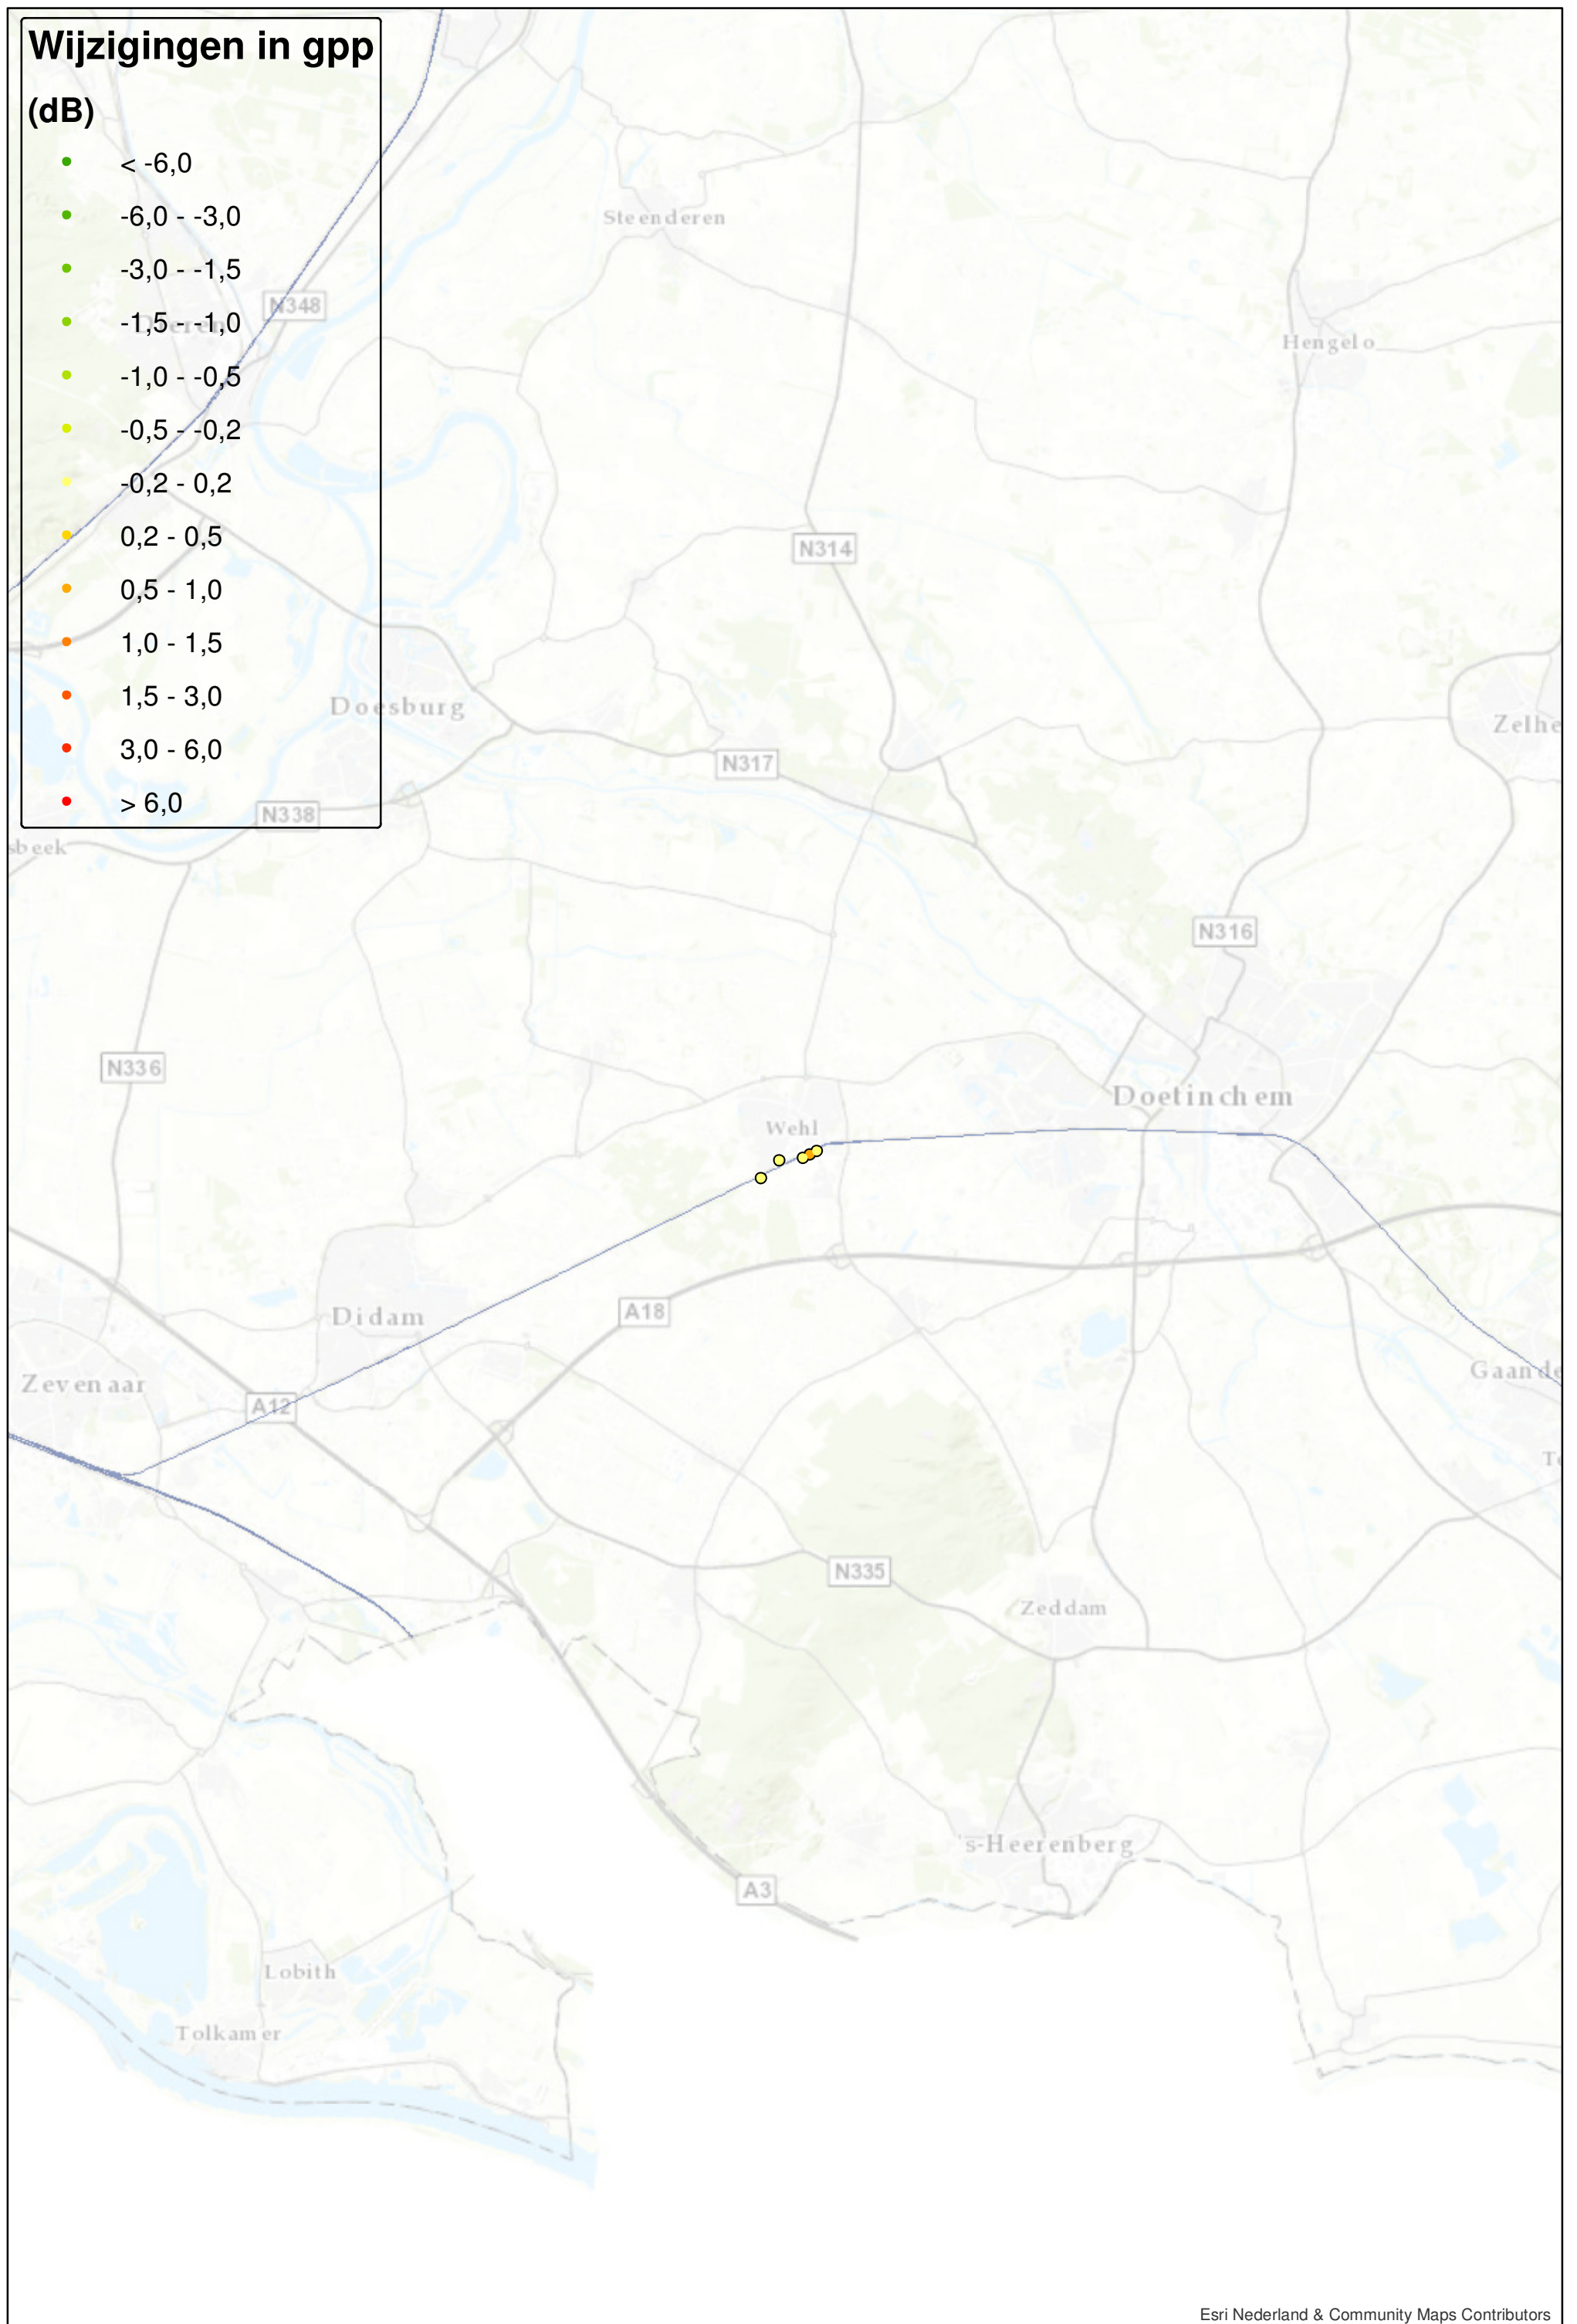 Wijzigingen in gpp
(dB)
< -6,0
-6,0 - -3,0
-3,0 - -1,5
-1,5 - -1,0
-1,0 - -0,5
-0,5 - -0,2
-0,2 - 0,2
0,2 - 0,5
0,5 - 1,0
1,0 - 1,5
1,5 - 3,0
3,0 - 6,0
> 6,0
Steenderen
N348
Dieren
Hengelo
N314
Doesburg
Zelhe
N317
N338
sbeek
N316
N336
Doetinchem
Wehl
A18
Didam
Gaande
Zevenaar
A12
Te
N335
Zeddam
's-Heerenberg
A3
Lobith
Tolkamer
Esri Nederland & Community Maps Contributors